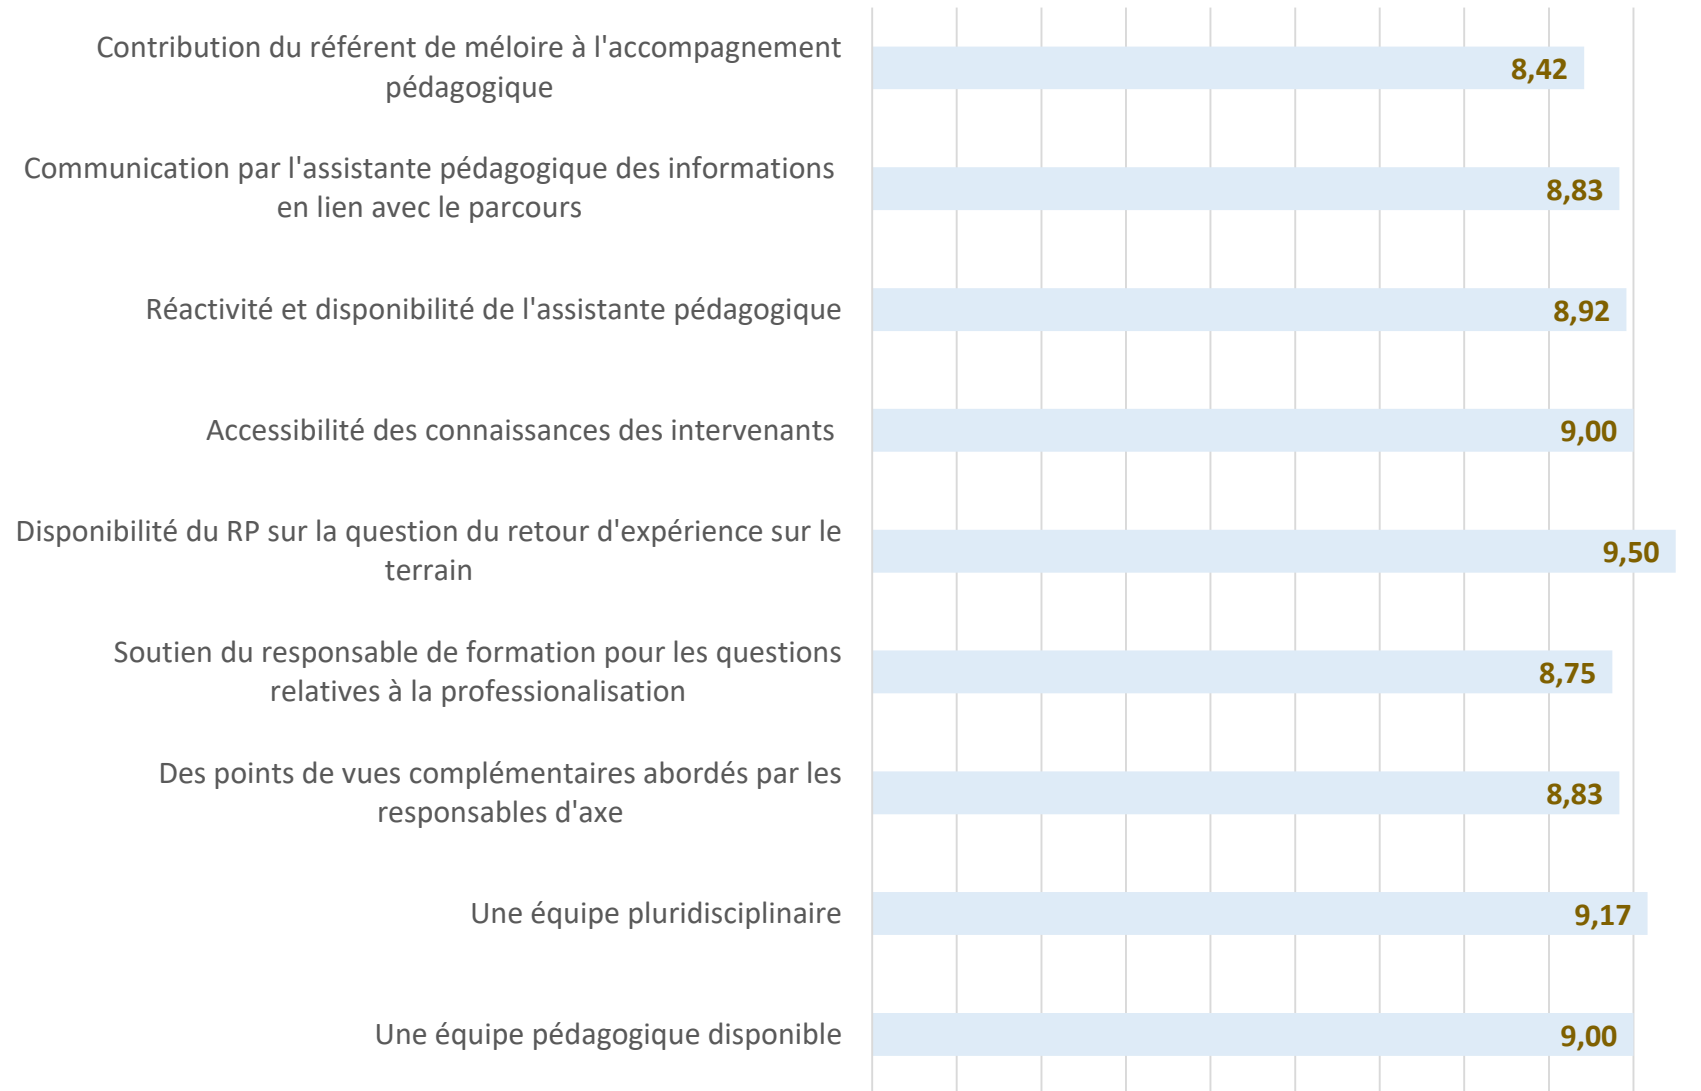 Contribution du référent de méloire à l'accompagnement
pédagogique
8,42
Communication par l'assistante pédagogique des informations
en lien avec le parcours
8,83
Réactivité et disponibilité de l'assistante pédagogique
8,92
Accessibilité des connaissances des intervenants
9,00
Disponibilité du RP sur la question du retour d'expérience sur le
terrain
9,50
Soutien du responsable de formation pour les questions
relatives à la professionalisation
8,75
Des points de vues complémentaires abordés par les
responsables d'axe
8,83
Une équipe pluridisciplinaire
9,17
Une équipe pédagogique disponible
9,00